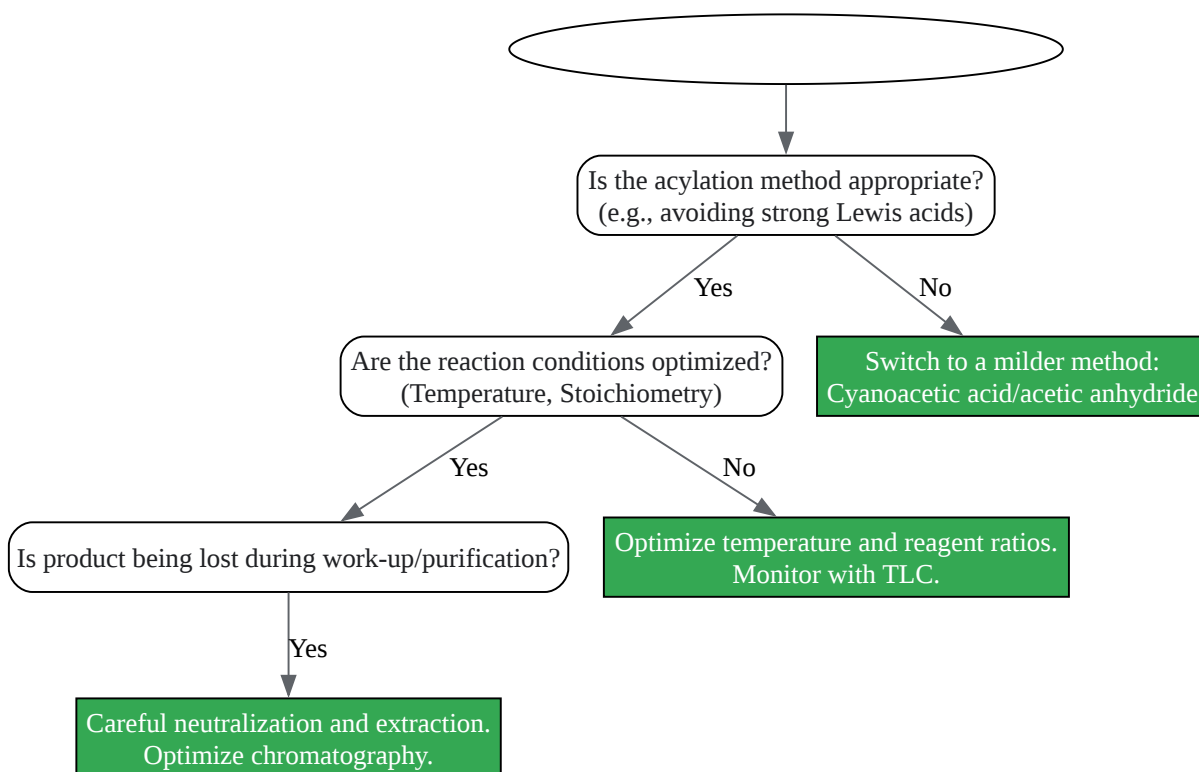 Is the acylation method appropriate?
(e.g., avoiding strong Lewis acids)
Yes
No
Are the reaction conditions optimized?
(Temperature, Stoichiometry)
Switch to a milder method:
Cyanoacetic acid/acetic anhydride
Yes
No
Is product being lost during work-up/purification?
Optimize temperature and reagent ratios.
Monitor with TLC.
Yes
Careful neutralization and extraction.
Optimize chromatography.